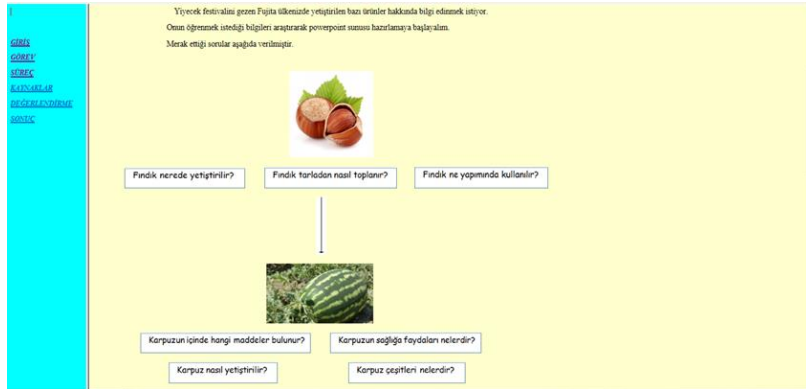 GİRİŞ
GÖREV
SÜREÇ
KAYNAKLAR
DEĞERLENDİRME
SONUÇ
Yiyecek festivalini gezen Fujita ülkenizde yetiştirilen bazı ürünler hakkında bilgi edinmek istiyor.
Onun öğrenmek istediği bilgileri araştırarak powerpoint sunusu hazırlamaya başlayalım.
Merak ettiği sorular aşağıda verilmiştir.
Fındık nerede yetiştirilir?
Fındık tarladan nasıl toplanır?
Fındık ne yapımında kullanılır?
Karpuzun içinde hangi maddeler bulunur?
Karpuzun sağlığa faydaları nelerdir?
Karpuz nasıl yetiştirilir?
Karpuz çeşitleri nelerdir?